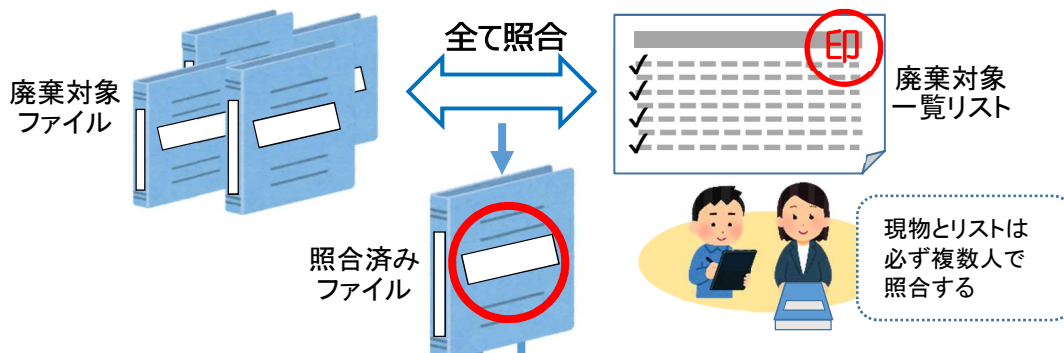 全て照合
印
廃棄対象
ファイル
廃棄対象
一覧リスト
照合済み
ファイル
現物とリストは
必ず複数人で
照合する